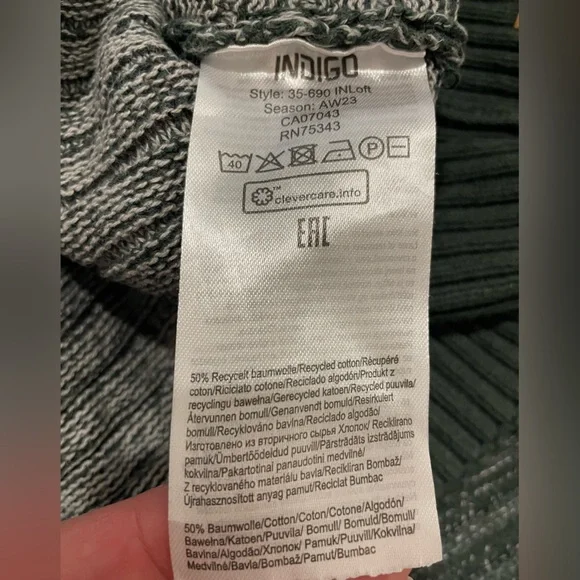 INDIGO
Style: 35-690 INLoft
Season: AW23
CA07043
RN75343
40 P
™ clevercare.info
EAC
50% Recycelt baumwolle/Recycled cotton/Récupéré
coton/Riciclato cotone/Reciclado algodón/Produkt z
recyclingu bawełna/Gerecycled katoen/Recycled puuvilla/
Återvunnen bomull/Genanvendt bomuld/Resirkulert
bomull/Recyklováno bavlna/Reciclado algodão/
Изготовлено из вторичного сырья Хлопок/ Reciklirano
pamuk/Ümbertöödeldud puuvill/Pārstrādāts izstrādājums
kokvilna/Pakartotinai panaudotini medvilnė/
Z recyklovaného materiálu bavlna/Recikliran Bombaž/
Újrahasznosított anyag pamut/Reciclat Bumbac
50% Baumwolle/Cotton/Coton/Cotone/Algodón/
Bawełna/Katoen/Puuvilla/ Bomull/ Bomuld/Bomull/
Bavlna/Algodão/Хлопок/ Pamuk/Puuvill/Kokvilna/
Medvilnė/Bavlna/Bombaž/Pamut/Bumbac